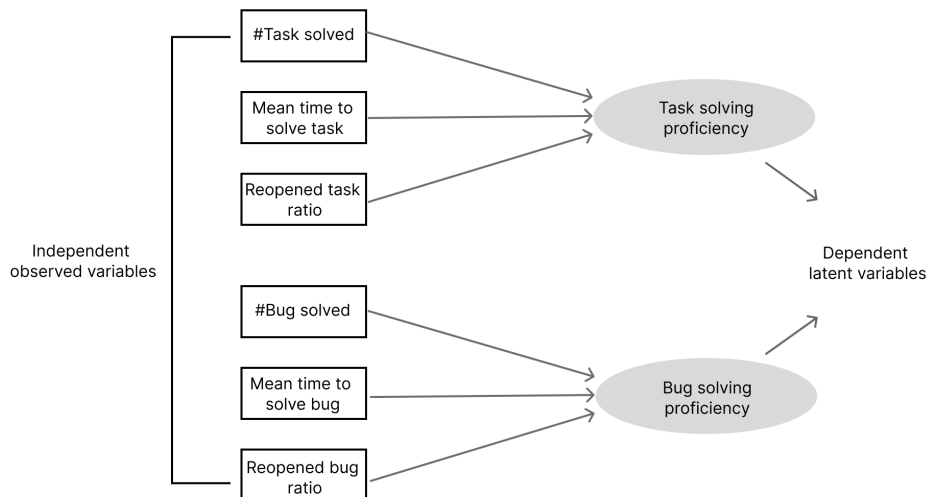 #Task solved
Mean time to
solve task
Reopened task
ratio
Task solving
proficiency
Independent
observed variables
Dependent
latent variables
#Bug solved
Mean time to
solve bug
Reopened bug
ratio
Bug solving
proficiency